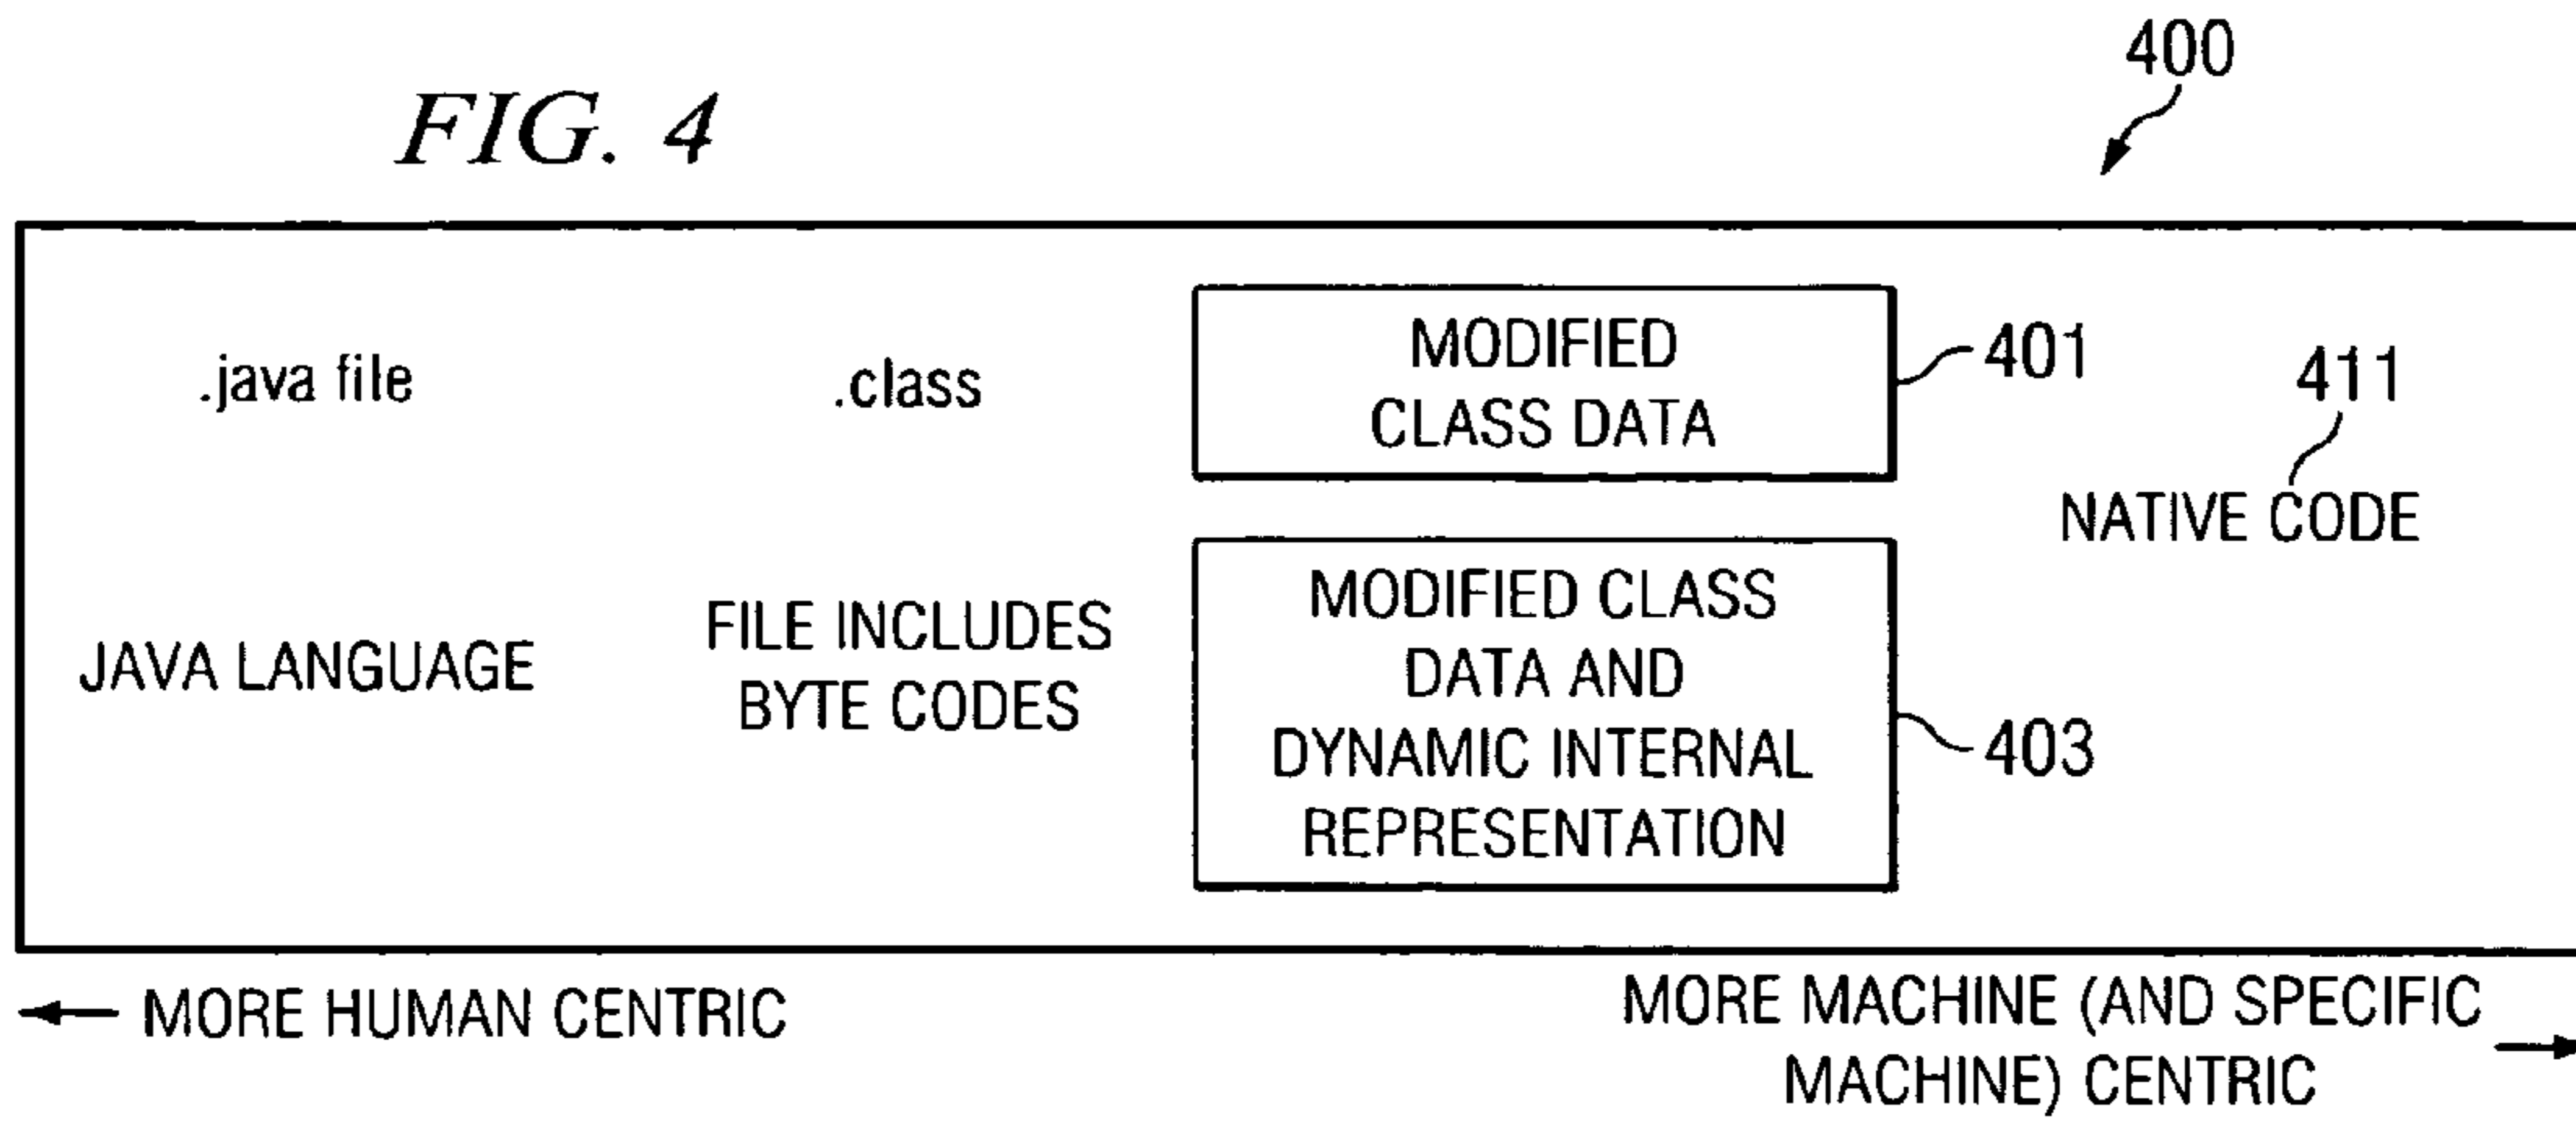 FIG. 4
400
.java file
.class
MODIFIED
CLASS DATA
401
411
NATIVE CODE
JAVA LANGUAGE
FILE INCLUDES
BYTE CODES
MODIFIED CLASS
DATA AND
DYNAMIC INTERNAL
REPRESENTATION
403
MORE HUMAN CENTRIC
MORE MACHINE (AND SPECIFIC
MACHINE) CENTRIC